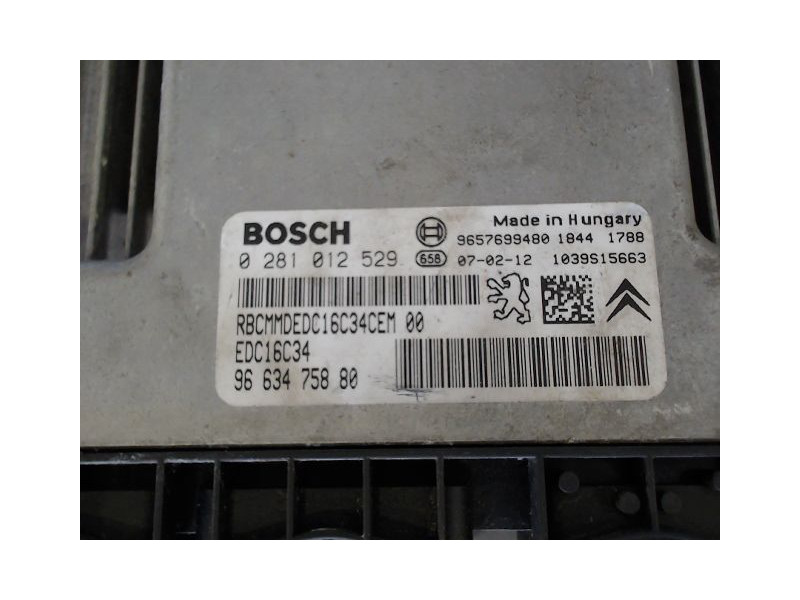 BOSCH
Made in Hungary
9657699480 1844 1788
0 281 012 529
658
07-02-12 1039S15663
RBCMMDEDC16C34CEM 00
EDC16C34
96 634 758 80